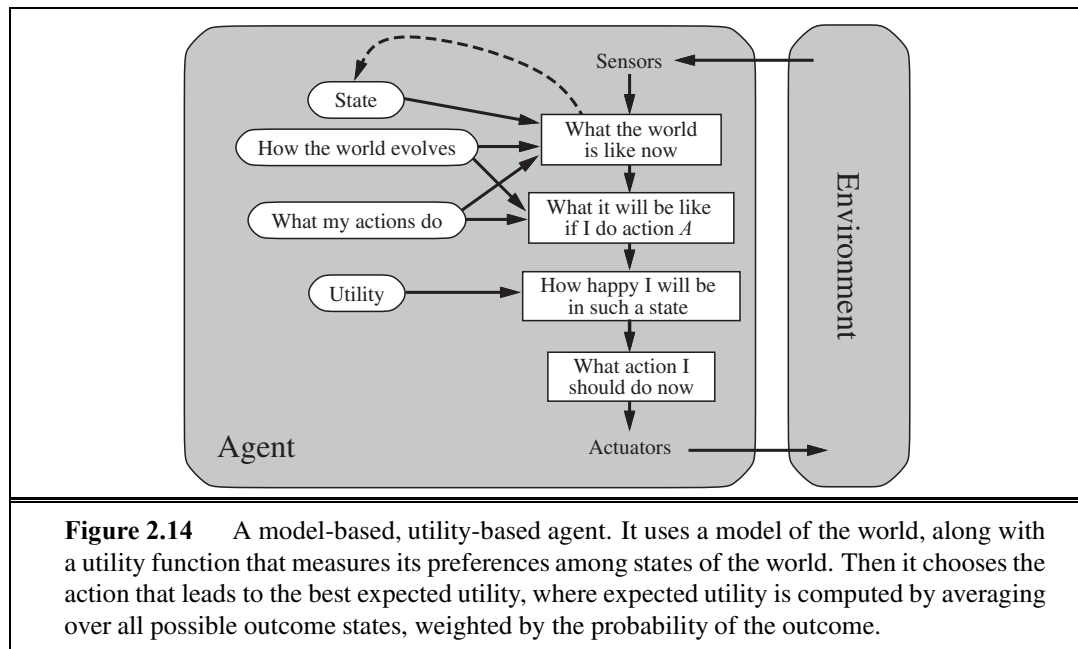 Sensors
State
What the world
is like now
How the world evolves
What it will be like
if I do action A
What my actions do
How happy I will be
in such a state
Utility
What action I
should do now
Agent
Actuators
Environment
Figure 2.14 A model-based, utility-based agent. It uses a model of the world, along with
a utility function that measures its preferences among states of the world. Then it chooses the
action that leads to the best expected utility, where expected utility is computed by averaging
over all possible outcome states, weighted by the probability of the outcome.